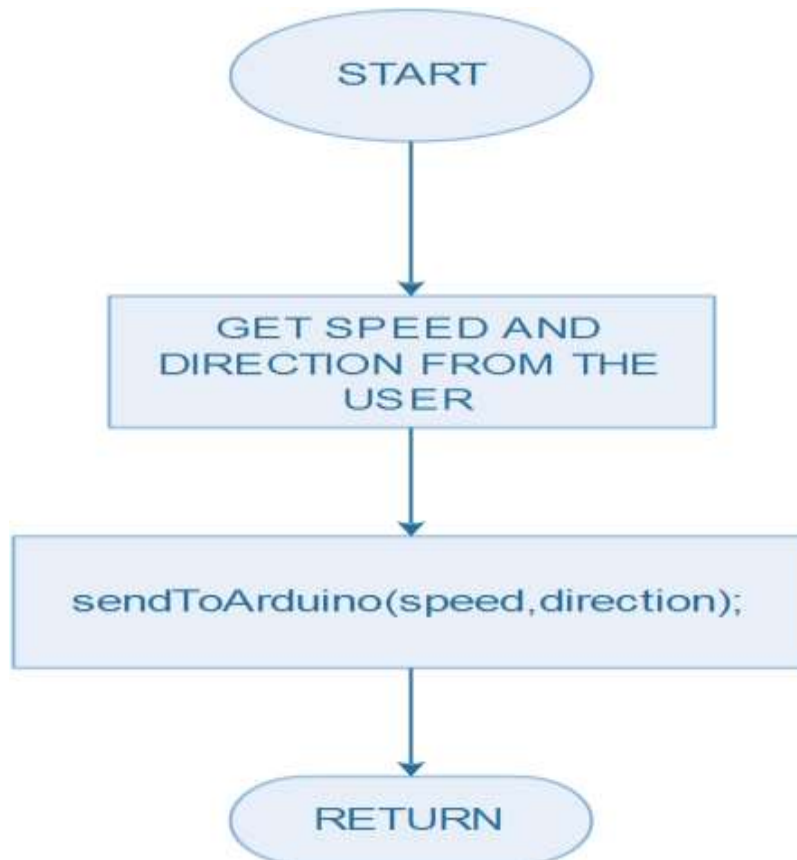 START
GET SPEED AND
DIRECTION FROM THE
USER
sendToArduino(speed,direction);
RETURN